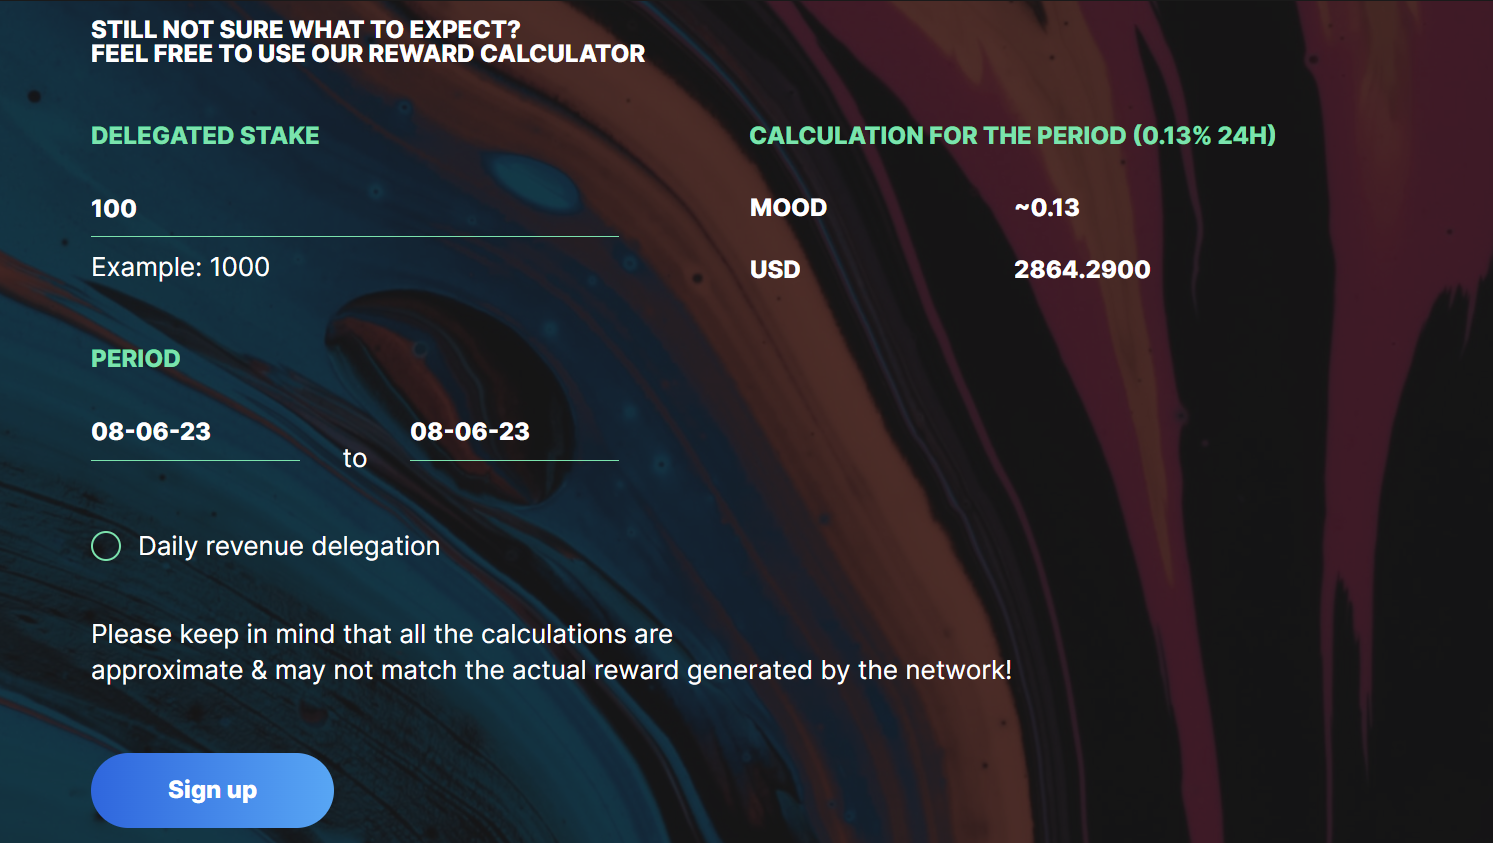 STILL NOT SURE WHAT TO EXPECT?
FEEL FREE TO USE OUR REWARD CALCULATOR
DELEGATED STAKE
100
Example: 1000
PERIOD
08-06-23 to 08-06-23
Daily revenue delegation
CALCULATION FOR THE PERIOD (0.13% 24H)
MOOD ~0.13
USD 2864.2900
Please keep in mind that all the calculations are
approximate & may not match the actual reward generated by the network!
Sign up